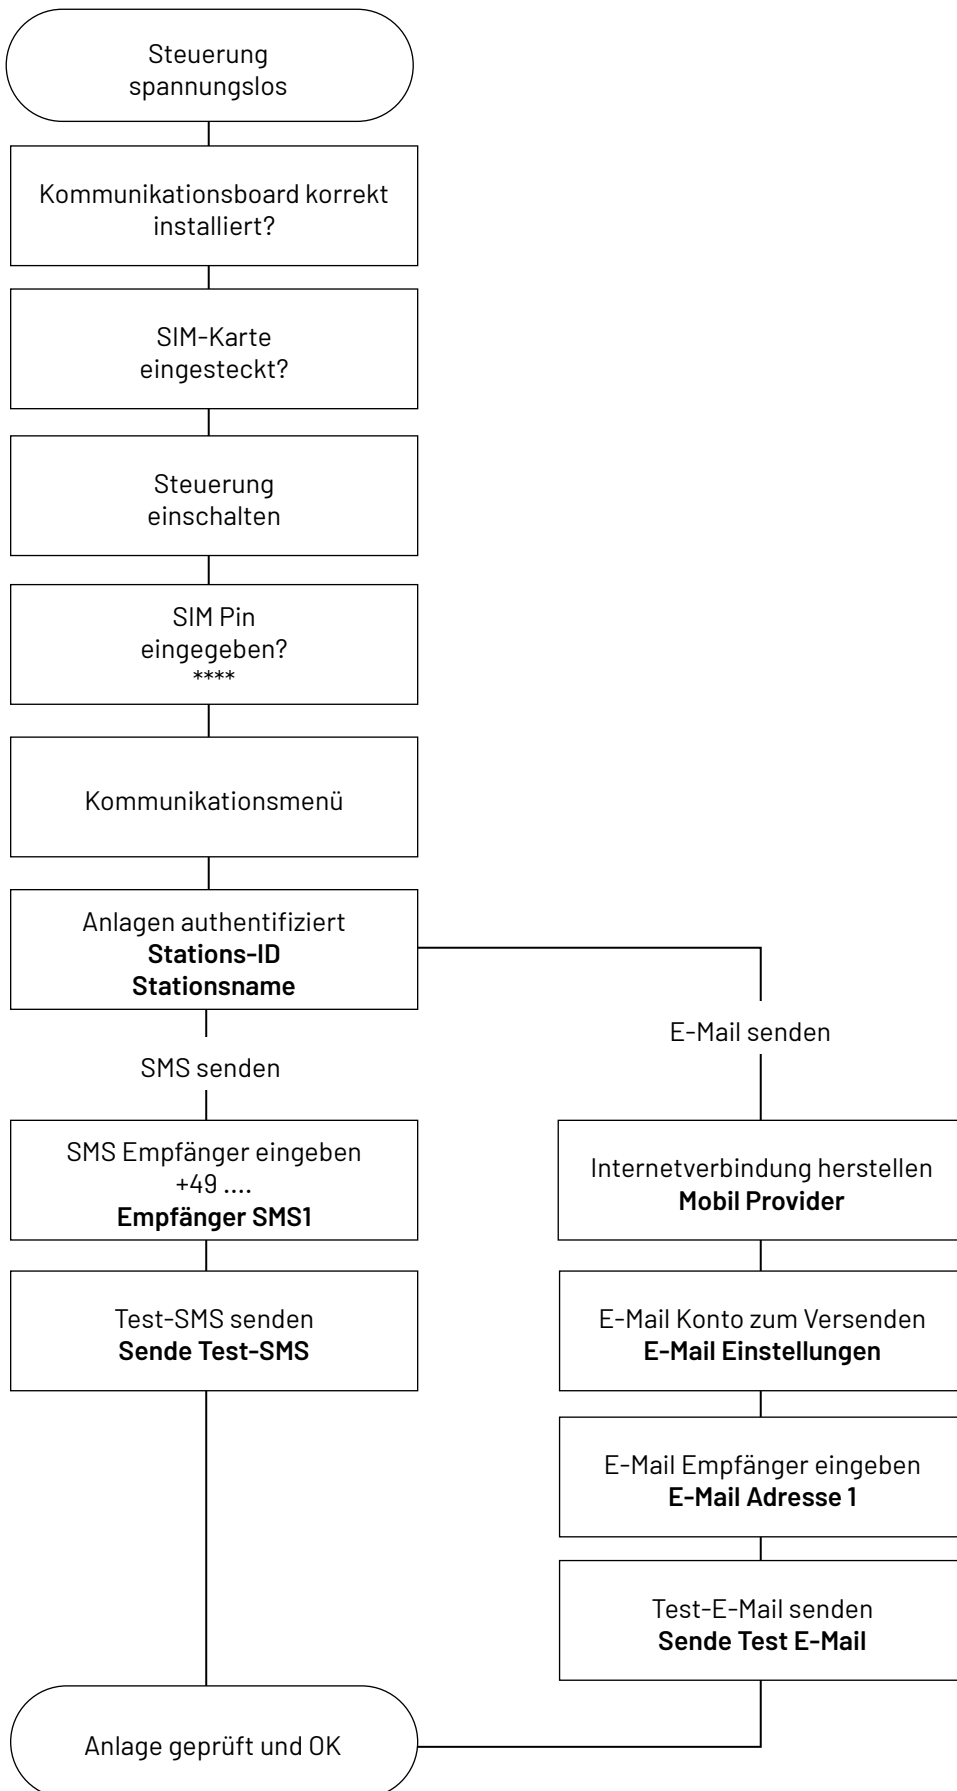 Steuerung
spannungslos
Kommunikationsboard korrekt
installiert?
SIM-Karte
eingesteckt?
Steuerung
einschalten
SIM Pin
eingegeben?
****
Kommunikationsmenü
Anlagen authentifiziert
Stations-ID
Stationsname
SMS senden
SMS Empfänger eingeben
+49 ....
Empfänger SMS1
Test-SMS senden
Sende Test-SMS
E-Mail senden
Internetverbindung herstellen
Mobil Provider
E-Mail Konto zum Versenden
E-Mail Einstellungen
E-Mail Empfänger eingeben
E-Mail Adresse 1
Test-E-Mail senden
Sende Test E-Mail
Anlage geprüft und OK